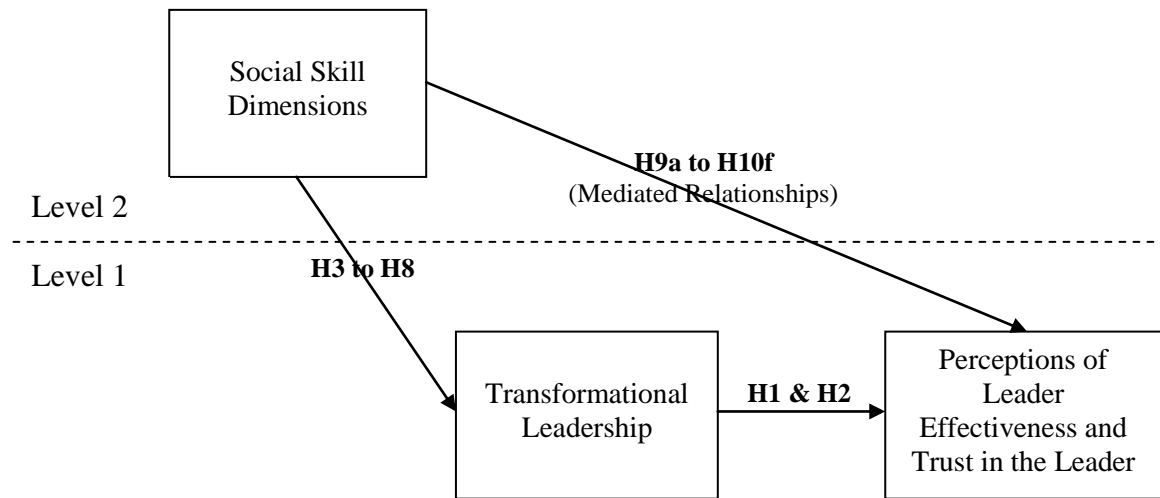 Social Skill
Dimensions
H9a to H10f
(Mediated Relationships)
Level 2
Level 1
H3 to H8
Transformational
Leadership
H1 & H2
Perceptions of
Leader
Effectiveness and
Trust in the Leader